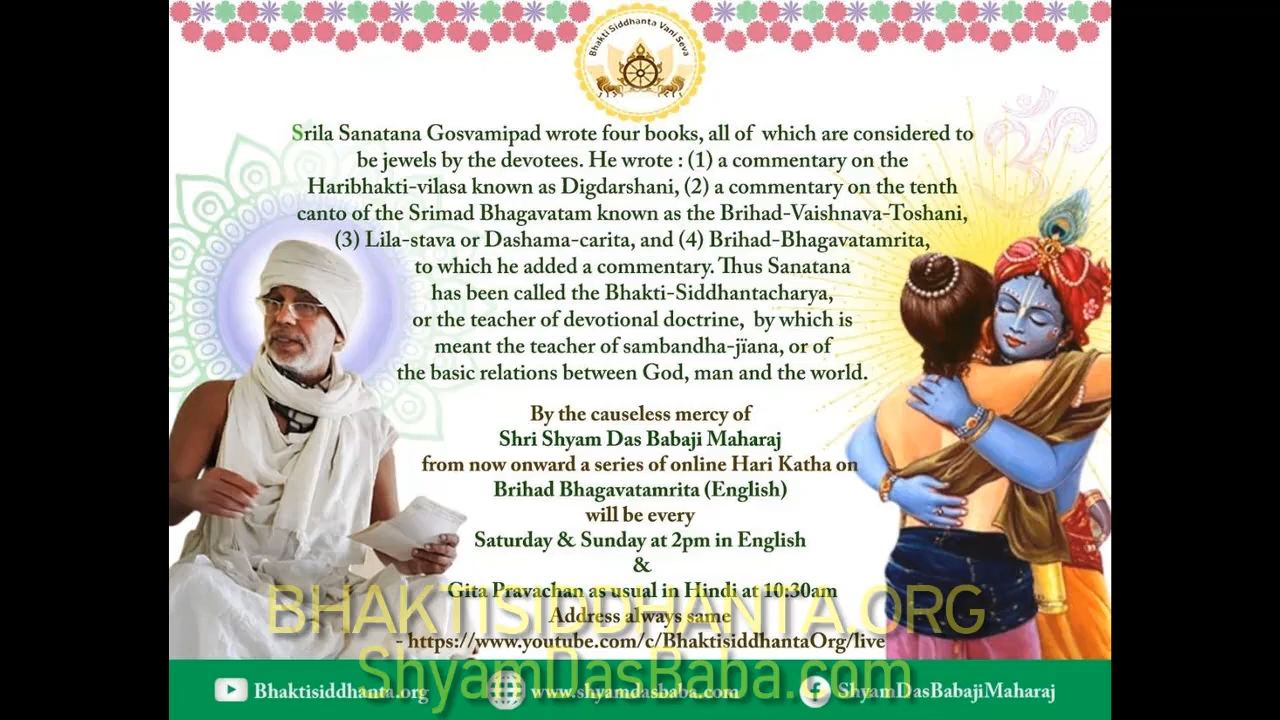 Bhakti Siddhanta Vani Seva
Srila Sanatana Gosvamipad wrote four books, all of which are considered to
be jewels by the devotees. He wrote : (1) a commentary on the
Haribhakti-vilasa known as Digdarshani, (2) a commentary on the tenth
canto of the Srimad Bhagavatam known as the Brihad-Vaishnava-Toshani,
(3) Lila-stava or Dashama-carita, and (4) Brihad-Bhagavatamrita,
to which he added a commentary. Thus Sanatana
has been called the Bhakti-Siddhantacharya,
or the teacher of devotional doctrine, by which is
meant the teacher of sambandha-jïana, or of
the basic relations between God, man and the world.
By the causeless mercy of
Shri Shyam Das Babaji Maharaj
from now onward a series of online Hari Katha on
Brihad Bhagavatamrita (English)
will be every
Saturday & Sunday at 2pm in English
&
Gita Pravachan as usual in Hindi at 10:30am
BHAKTISIDDHANTA.ORG
Address always same
- https://www.youtube.com/c/BhaktisiddhantaOrg/live
ShyamDasBaba.com
Bhaktisiddhanta.org
www.shyamdasbaba.com
ShyamDasBabajiMaharaj
ॐ